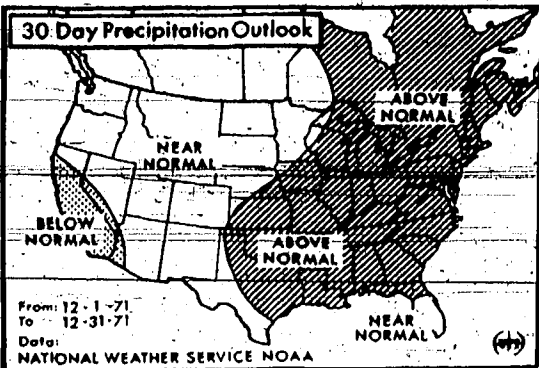 30 Day Precipitation Outlook
ABOVE
NORMAL
NEAR
NORMAL
BELOW
NORMAL
ABOVE
NORMAL
From: 12-1-71
To 12-31-71
NEAR
NORMAL
Data:
NATIONAL WEATHER SERVICE NOAA